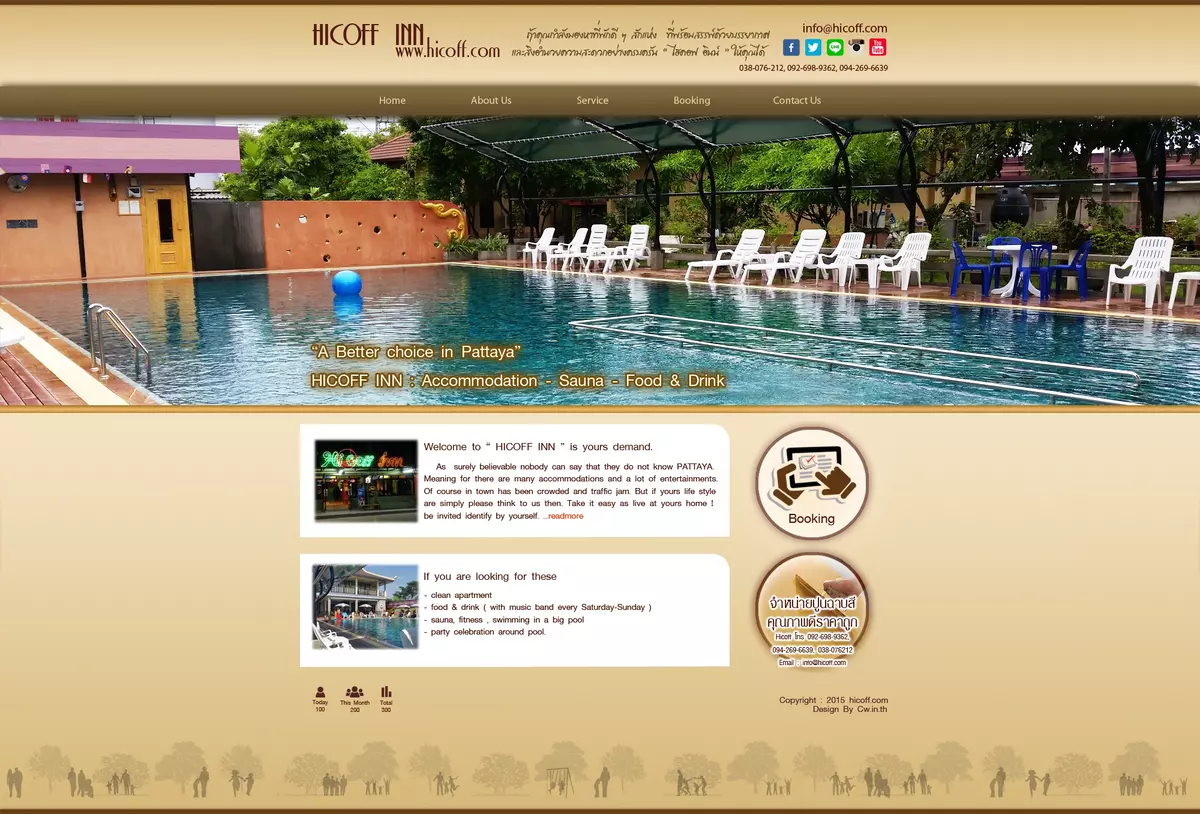 HICOFF INN
www.hicoff.com
ถ้าคุณกำลังมองหาที่พักดี ๆ สักแห่ง ที่พร้อมสรรพ์ด้วยบรรยากาศ
และสิ่งอำนวยความสะดวกอย่างครบครัน “ ไฮคอฟ อินน์ ” ให้คุณได้
info@hicoff.com
You
038-076-212, 092-698-9362, 094-269-6639
Home About Us Service Booking Contact Us
“A Better choice in Pattaya”
HICOFF INN : Accommodation - Sauna - Food & Drink
Hi Coff Inn
Welcome to “ HICOFF INN ” is yours demand.
As surely believable nobody can say that they do not know PATTAYA.
Meaning for there are many accommodations and a lot of entertainments.
Of course in town has been crowded and traffic jam. But if yours life style
are simply please think to us then. Take it easy as live at yours home !
be invited identify by yourself. ...readmore
Booking
If you are looking for these
- clean apartment
- food & drink ( with music band every Saturday-Sunday )
- sauna, fitness , swimming in a big pool
- party celebration around pool.
จำหน่ายปูนฉาบสี
คุณภาพดีราคาถูก
Hicoff โทร 092-698-9362,
094-269-6639, 038-076212
Email : info@hicoff.com
Today This Month Total
100 200 300
Copyright : 2015 hicoff.com
Design By Cw.in.th